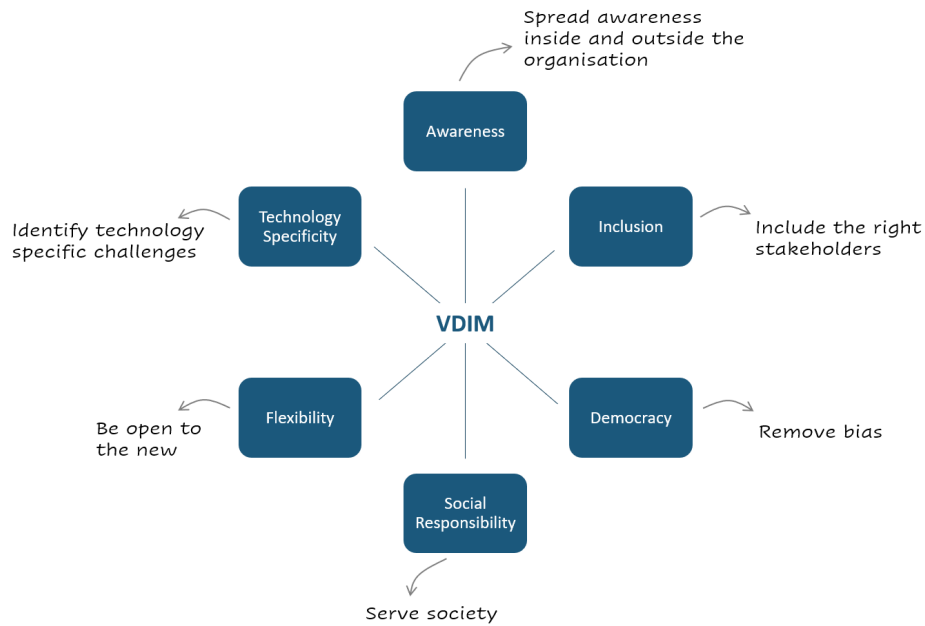 Spread awareness
inside and outside the
organisation
Awareness
Technology
Specificity
Identify technology
specific challenges
Inclusion
Include the right
stakeholders
VDIM
Flexibility
Be open to
the new
Democracy
Remove bias
Social
Responsibility
Serve society